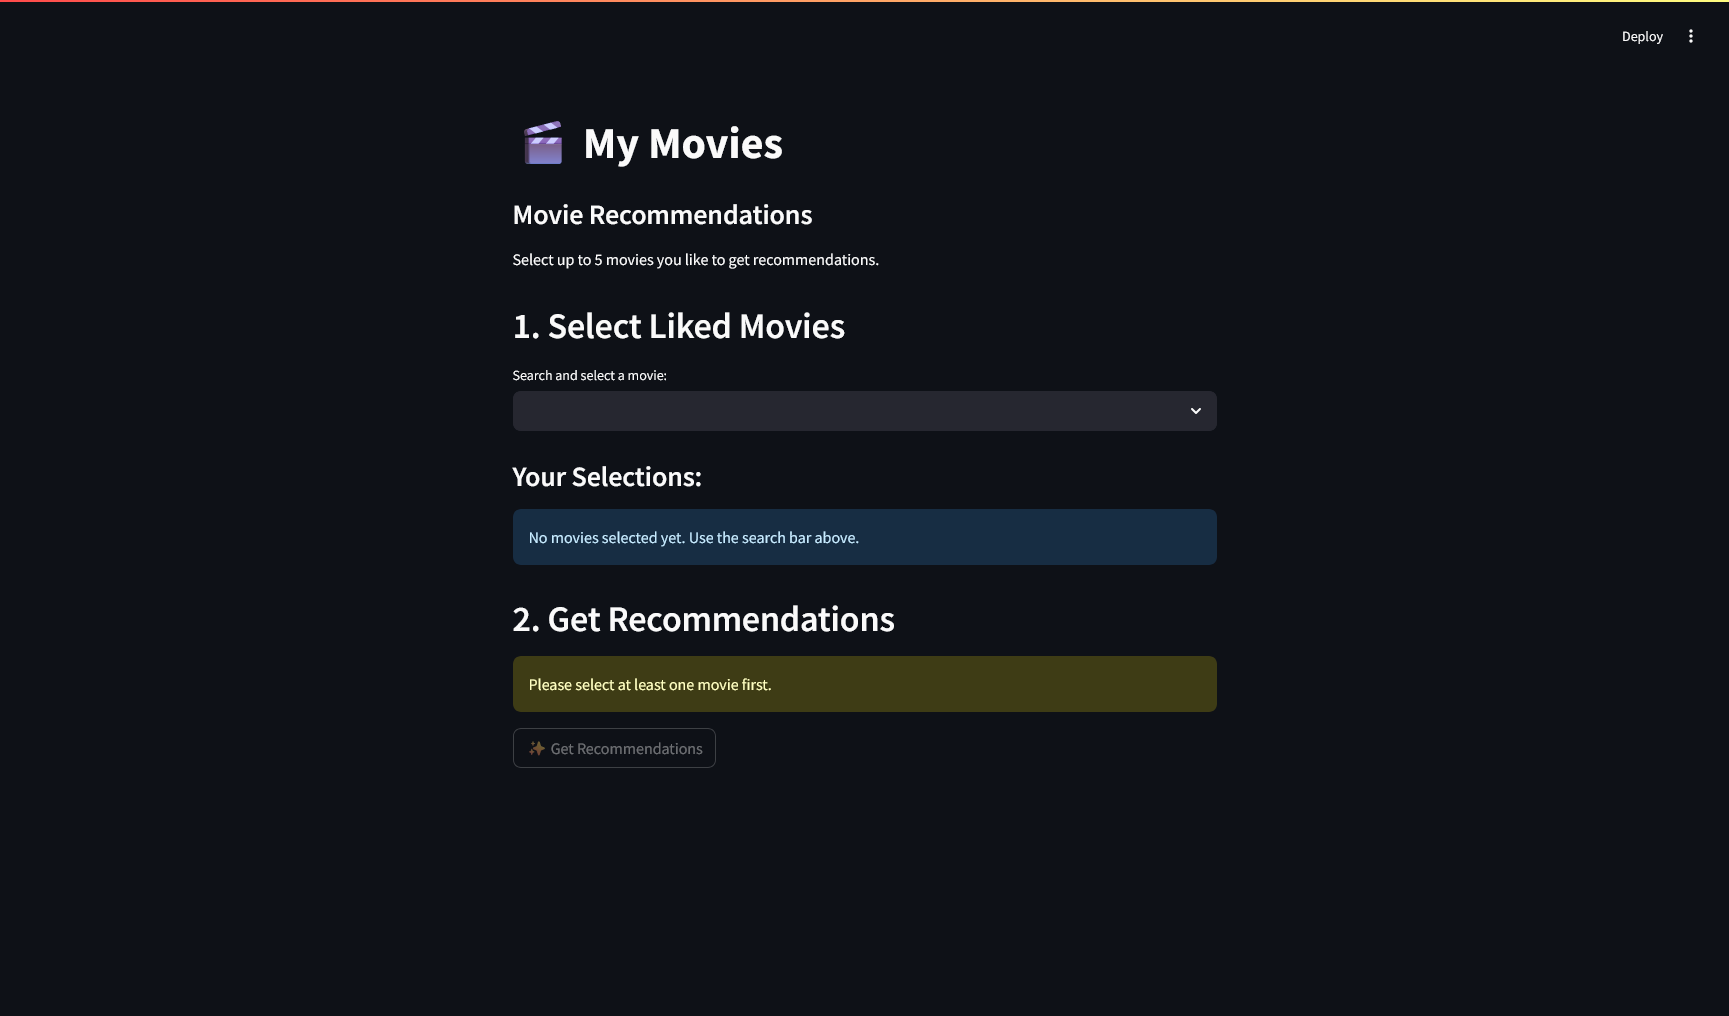 Deploy
My Movies
Movie Recommendations
Select up to 5 movies you like to get recommendations.
1. Select Liked Movies
Search and select a movie:
Your Selections:
No movies selected yet. Use the search bar above.
2. Get Recommendations
Please select at least one movie first.
✨ Get Recommendations